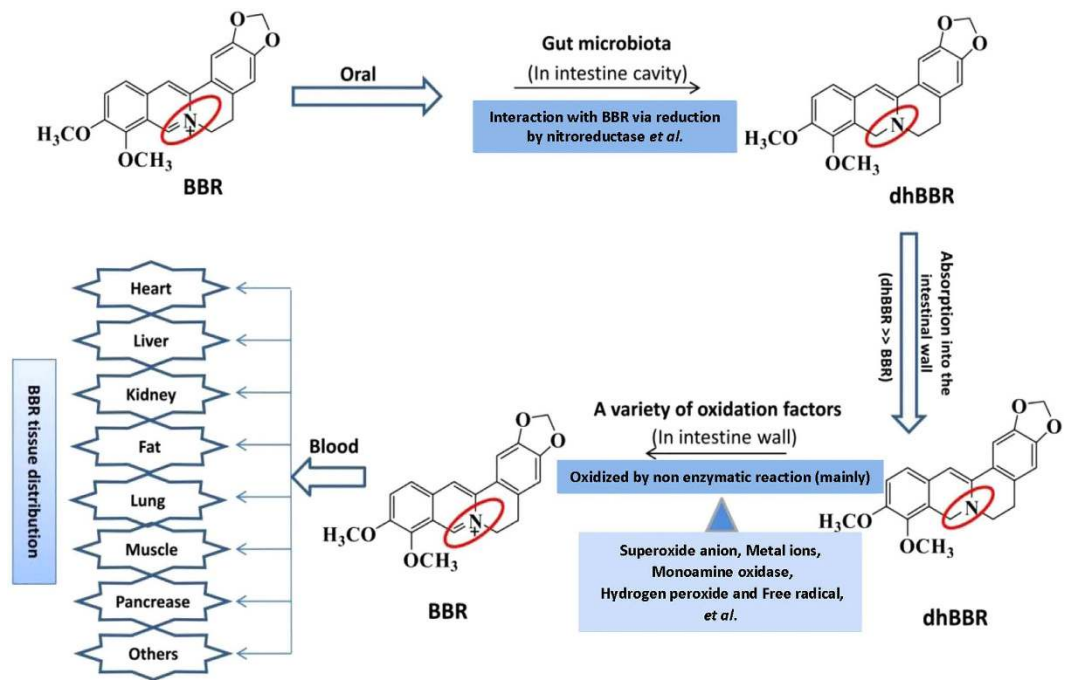 O
O
N
+
H₃CO
OCH₃
BBR
Oral
Gut microbiota
(In intestine cavity)
Interaction with BBR via reduction
by nitroreductase et al.
O
O
N
H₃CO
OCH₃
dhBBR
Absorption into the
intestinal wall
(dhBBR >> BBR)
O
O
N
H₃CO
OCH₃
dhBBR
A variety of oxidation factors
(In intestine wall)
Oxidized by non enzymatic reaction (mainly)
Superoxide anion, Metal ions,
Monoamine oxidase,
Hydrogen peroxide and Free radical,
et al.
O
O
N
+
H₃CO
OCH₃
BBR
Blood
Heart
Liver
Kidney
Fat
Lung
Muscle
Pancrease
Others
BBR tissue distribution